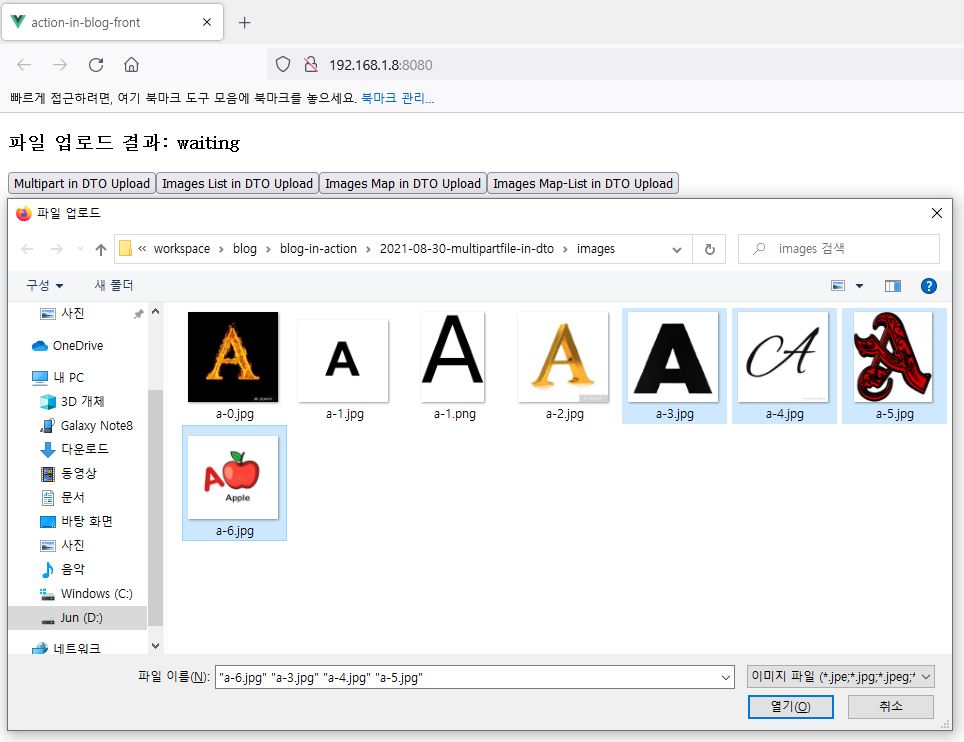 action-in-blog-front
192.168.1.8:8080
빠르게 접근하려면, 여기 북마크 도구 모음에 북마크를 놓으세요. 북마크 관리...
파일 업로드 결과: waiting
Multipart in DTO Upload Images List in DTO Upload Images Map in DTO Upload Images Map-List in DTO Upload
파일 업로드
« workspace › blog › blog-in-action › 2021-08-30-multipartfile-in-dto › images
images 검색
구성 새 폴더
사진
OneDrive
내 PC
3D 개체
Galaxy Note8
다운로드
동영상
문서
바탕 화면
사진
음악
Windows (C:)
Jun (D:)
네트워크
a-0.jpg a-1.jpg a-1.png a-2.jpg a-3.jpg a-4.jpg a-5.jpg
Apple
a-6.jpg
파일 이름(N): "a-6.jpg" "a-3.jpg" "a-4.jpg" "a-5.jpg"
이미지 파일 (*.jpe;*.jpg;*.jpeg;*
열기(O) 취소